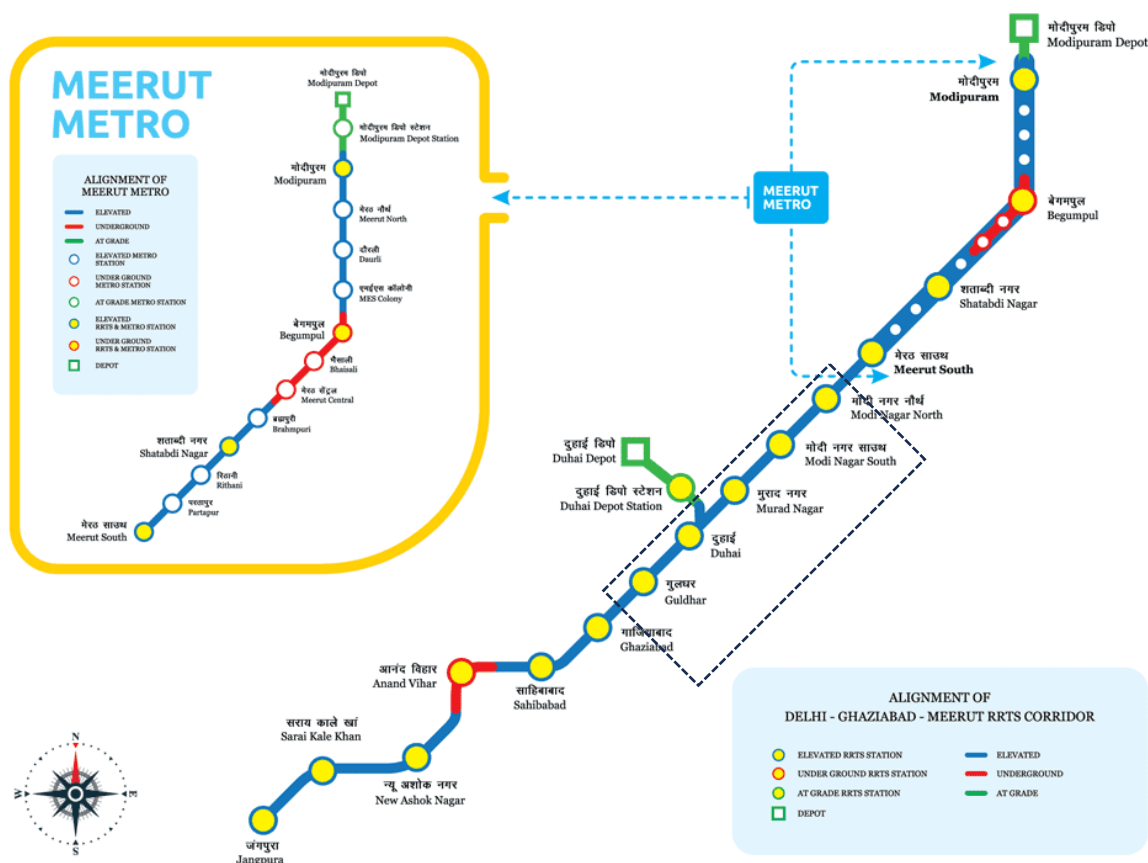 MEERUT
METRO
ALIGNMENT OF
MEERUT METRO
ELEVATED
UNDERGROUND
AT GRADE
ELEVATED METRO
STATION
UNDER GROUND
METRO STATION
AT GRADE METRO STATION
ELEVATED
RRTS & METRO STATION
UNDER GROUND
RRTS & METRO STATION
DEPOT
मोदीपुरम डिपो
Modipuram Depot
मोदीपुरम डिपो स्टेशन
Modipuram Depot Station
मोदीपुरम
Modipuram
मेरठ नौर्थ
Meerut North
दौरली
Daurli
एमईएस कॉलोनी
MES Colony
बेगमपुल
Begumpul
भैसाली
Bhaisali
मेरठ सेंट्रल
Meerut Central
ब्रह्मपुरी
Brahmpuri
शताब्दी नगर
Shatabdi Nagar
रिठानी
Rithani
परतापुर
Partapur
मेरठ साउथ
Meerut South
MEERUT
METRO
मोदीपुरम डिपो
Modipuram Depot
मोदीपुरम
Modipuram
बेगमपुल
Begumpul
शताब्दी नगर
Shatabdi Nagar
मेरठ साउथ
Meerut South
मोदी नगर नौर्थ
Modi Nagar North
मोदी नगर साउथ
Modi Nagar South
मुराद नगर
Murad Nagar
दुहाई डिपो
Duhai Depot
दुहाई डिपो स्टेशन
Duhai Depot Station
दुहाई
Duhai
गुलधर
Guldhar
गाजियाबाद
Ghaziabad
साहिबाबाद
Sahibabad
आनंद विहार
Anand Vihar
न्यू अशोक नगर
New Ashok Nagar
सराय काले खां
Sarai Kale Khan
जंगपुरा
Jangpura
N
W
E
S
ALIGNMENT OF
DELHI - GHAZIABAD - MEERUT RRTS CORRIDOR
ELEVATED RRTS STATION
UNDER GROUND RRTS STATION
AT GRADE RRTS STATION
DEPOT
ELEVATED
UNDERGROUND
AT GRADE